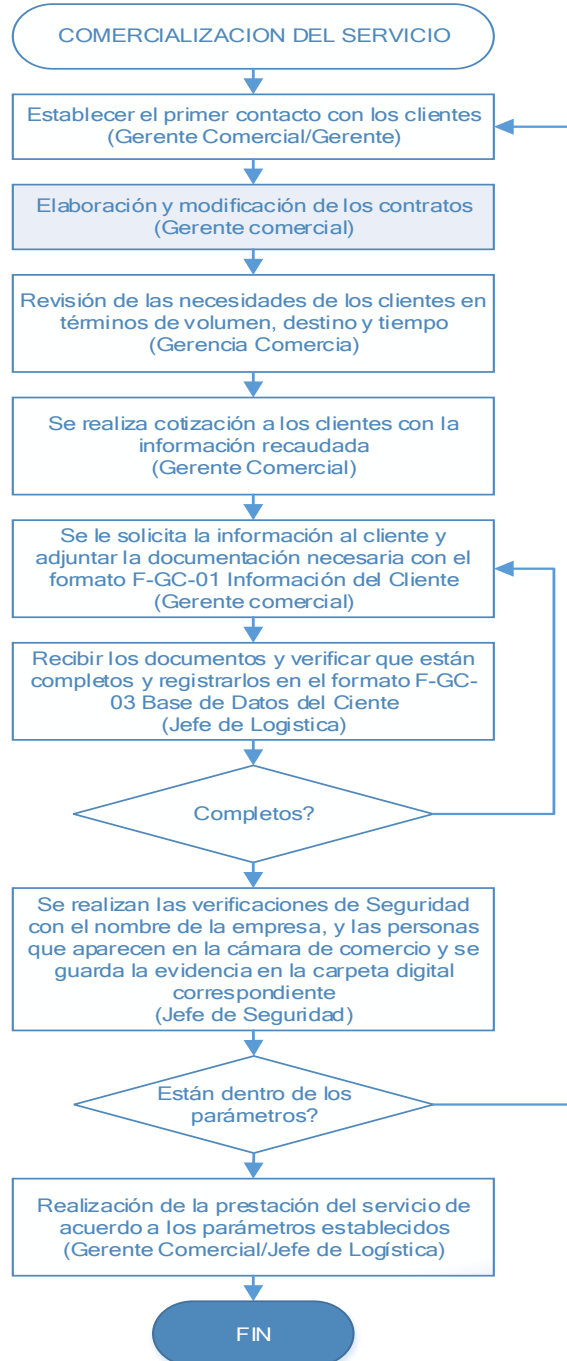 COMERCIALIZACION DEL SERVICIO
Establecer el primer contacto con los clientes
(Gerente Comercial/Gerente)
Elaboración y modificación de los contratos
(Gerente comercial)
Revisión de las necesidades de los clientes en
términos de volumen, destino y tiempo
(Gerencia Comercia)
Se realiza cotización a los clientes con la
información recaudada
(Gerente Comercial)
Se le solicita la información al cliente y
adjuntar la documentación necesaria con el
formato F-GC-01 Información del Cliente
(Gerente comercial)
Recibir los documentos y verificar que están
completos y registrarlos en el formato F-GC-
03 Base de Datos del Ciente
(Jefe de Logistica)
Completos?
Se realizan las verificaciones de Seguridad
con el nombre de la empresa, y las personas
que aparecen en la cámara de comercio y se
guarda la evidencia en la carpeta digital
correspondiente
(Jefe de Seguridad)
Están dentro de los
parámetros?
Realización de la prestación del servicio de
acuerdo a los parámetros establecidos
(Gerente Comercial/Jefe de Logística)
FIN